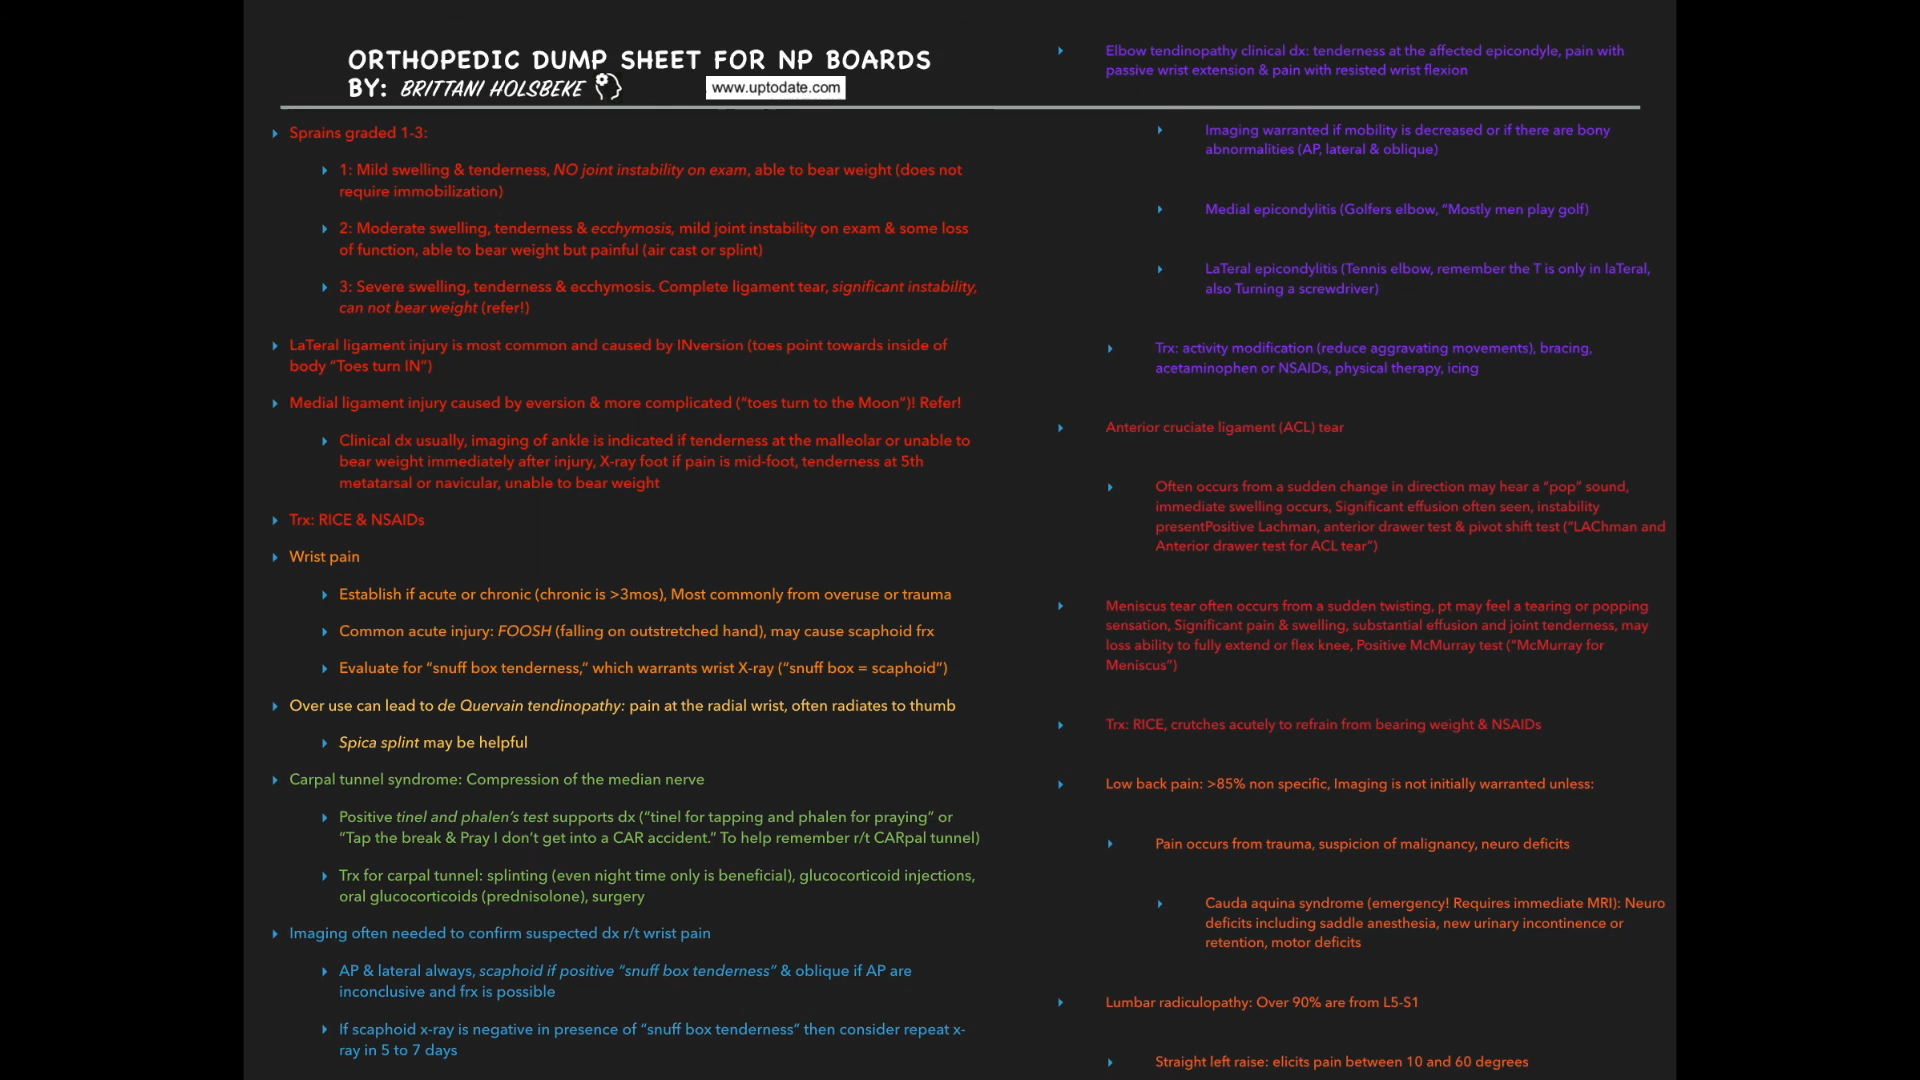 ORTHOPEDIC DUMP SHEET FOR NP BOARDS
BY: BRITTANI HOLSBEKE
www.uptodate.com
Sprains graded 1-3:
1: Mild swelling & tenderness, NO joint instability on exam, able to bear weight (does not
require immobilization)
2: Moderate swelling, tenderness & ecchymosis, mild joint instability on exam & some loss
of function, able to bear weight but painful (air cast or splint)
3: Severe swelling, tenderness & ecchymosis. Complete ligament tear, significant instability,
can not bear weight (refer!)
LaTeral ligament injury is most common and caused by INversion (toes point towards inside of
body “Toes turn IN”)
Medial ligament injury caused by eversion & more complicated (“toes turn to the Moon”)! Refer!
Clinical dx usually, imaging of ankle is indicated if tenderness at the malleolar or unable to
bear weight immediately after injury, X-ray foot if pain is mid-foot, tenderness at 5th
metatarsal or navicular, unable to bear weight
Trx: RICE & NSAIDs
Wrist pain
Establish if acute or chronic (chronic is >3mos), Most commonly from overuse or trauma
Common acute injury: FOOSH (falling on outstretched hand), may cause scaphoid frx
Evaluate for “snuff box tenderness,” which warrants wrist X-ray (“snuff box = scaphoid”)
Over use can lead to de Quervain tendinopathy: pain at the radial wrist, often radiates to thumb
Spica splint may be helpful
Carpal tunnel syndrome: Compression of the median nerve
Positive tinel and phalen’s test supports dx (“tinel for tapping and phalen for praying” or
“Tap the break & Pray I don’t get into a CAR accident.” To help remember r/t CARpal tunnel)
Trx for carpal tunnel: splinting (even night time only is beneficial), glucocorticoid injections,
oral glucocorticoids (prednisolone), surgery
Imaging often needed to confirm suspected dx r/t wrist pain
AP & lateral always, scaphoid if positive “snuff box tenderness” & oblique if AP are
inconclusive and frx is possible
If scaphoid x-ray is negative in presence of “snuff box tenderness” then consider repeat x-
ray in 5 to 7 days
Elbow tendinopathy clinical dx: tenderness at the affected epicondyle, pain with
passive wrist extension & pain with resisted wrist flexion
Imaging warranted if mobility is decreased or if there are bony
abnormalities (AP, lateral & oblique)
Medial epicondylitis (Golfers elbow, “Mostly men play golf)
LaTeral epicondylitis (Tennis elbow, remember the T is only in laTeral,
also Turning a screwdriver)
Trx: activity modification (reduce aggravating movements), bracing,
acetaminophen or NSAIDs, physical therapy, icing
Anterior cruciate ligament (ACL) tear
Often occurs from a sudden change in direction may hear a “pop” sound,
immediate swelling occurs, Significant effusion often seen, instability
presentPositive Lachman, anterior drawer test & pivot shift test (“LAChman and
Anterior drawer test for ACL tear”)
Meniscus tear often occurs from a sudden twisting, pt may feel a tearing or popping
sensation, Significant pain & swelling, substantial effusion and joint tenderness, may
loss ability to fully extend or flex knee, Positive McMurray test (“McMurray for
Meniscus”)
Trx: RICE, crutches acutely to refrain from bearing weight & NSAIDs
Low back pain: >85% non specific, Imaging is not initially warranted unless:
Pain occurs from trauma, suspicion of malignancy, neuro deficits
Cauda aquina syndrome (emergency! Requires immediate MRI): Neuro
deficits including saddle anesthesia, new urinary incontinence or
retention, motor deficits
Lumbar radiculopathy: Over 90% are from L5-S1
Straight left raise: elicits pain between 10 and 60 degrees